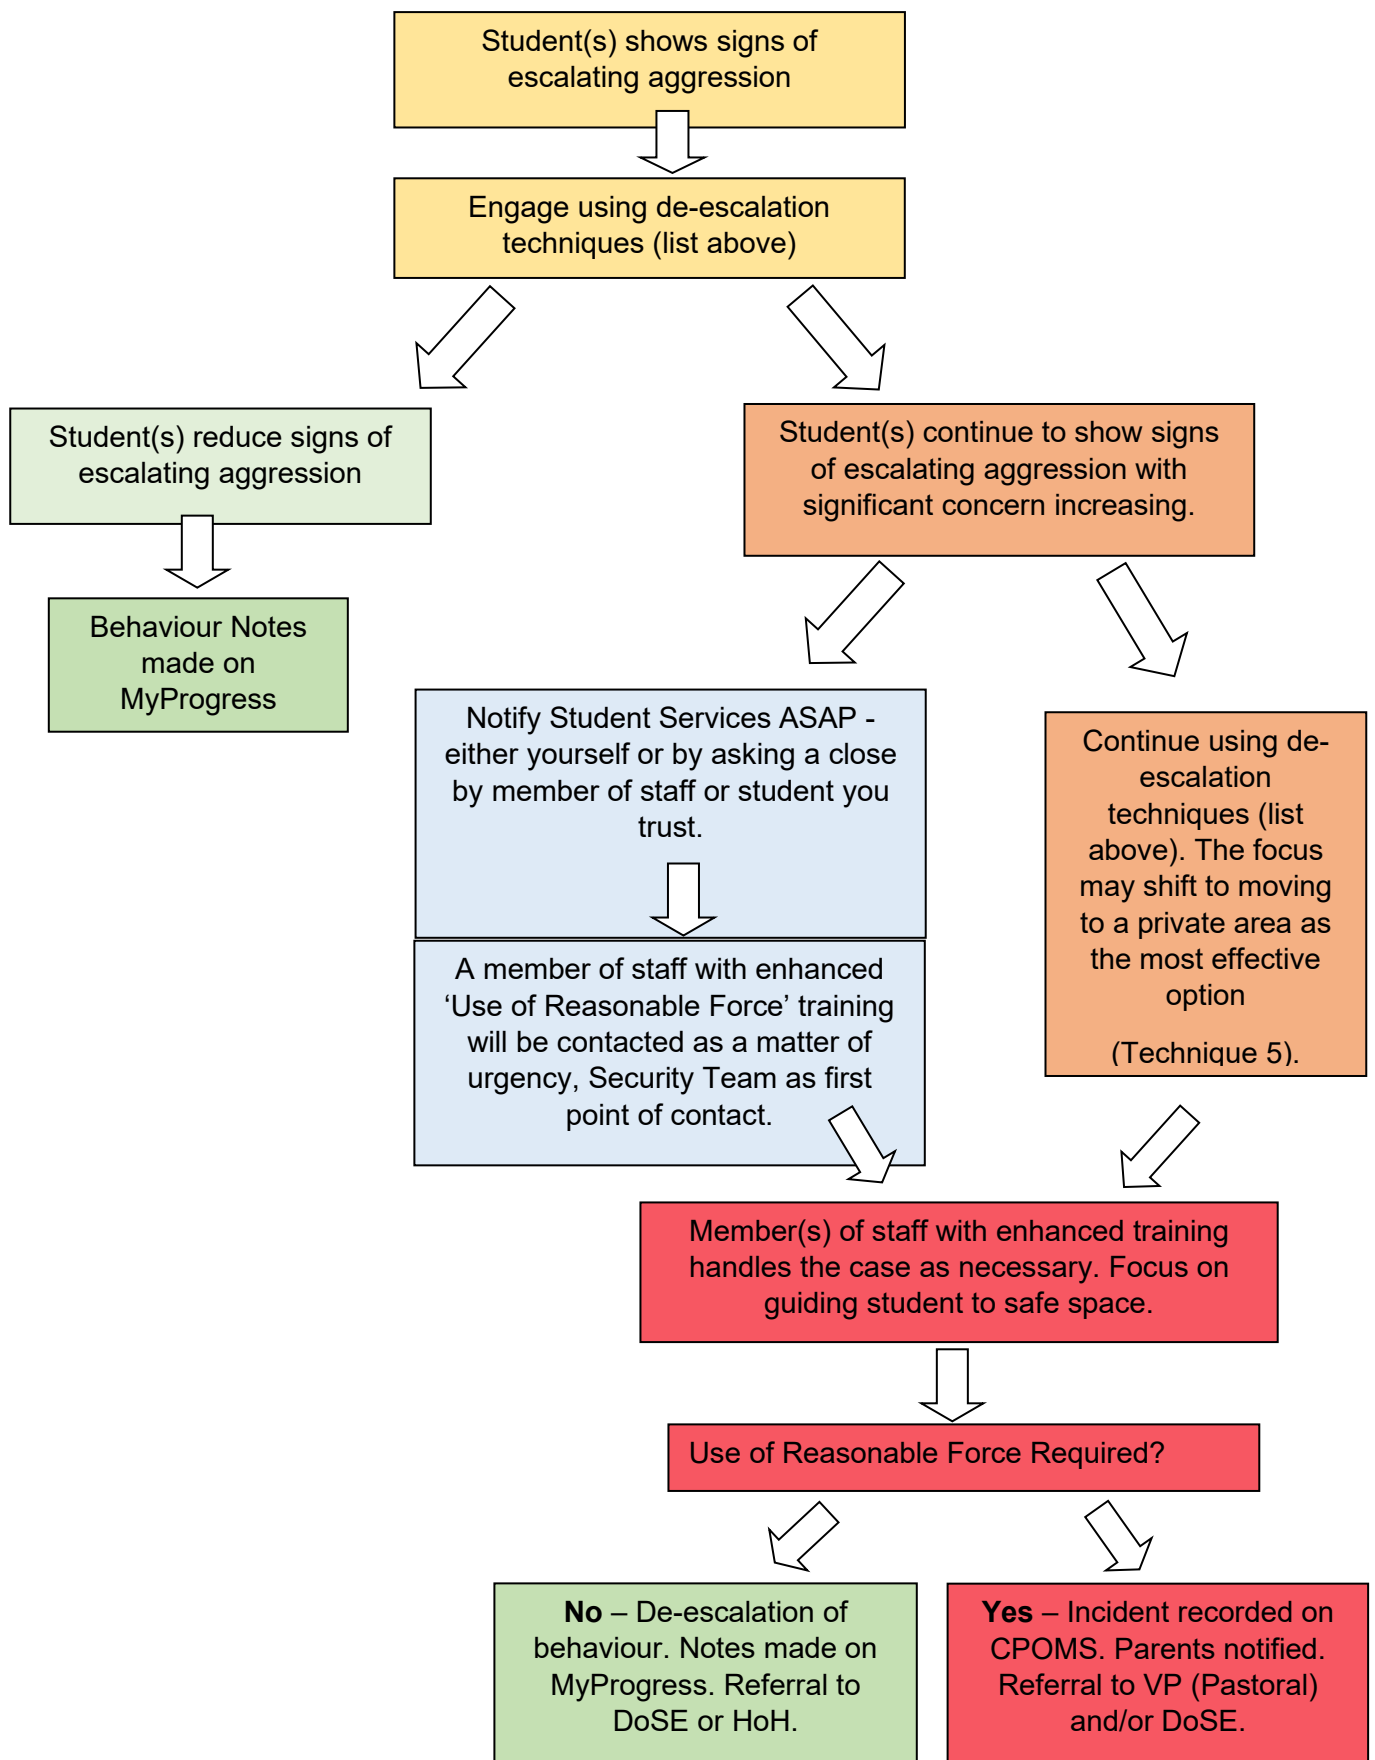 Student(s) shows signs of
escalating aggression
Engage using de-escalation
techniques (list above)
Student(s) reduce signs of
escalating aggression
Behaviour Notes
made on
MyProgress
Student(s) continue to show signs
of escalating aggression with
significant concern increasing.
Notify Student Services ASAP -
either yourself or by asking a close
by member of staff or student you
trust.
A member of staff with enhanced
‘Use of Reasonable Force’ training
will be contacted as a matter of
urgency, Security Team as first
point of contact.
Continue using de-
escalation
techniques (list
above). The focus
may shift to moving
to a private area as
the most effective
option
(Technique 5).
Member(s) of staff with enhanced training
handles the case as necessary. Focus on
guiding student to safe space.
Use of Reasonable Force Required?
No – De-escalation of
behaviour. Notes made on
MyProgress. Referral to
DoSE or HoH.
Yes – Incident recorded on
CPOMS. Parents notified.
Referral to VP (Pastoral)
and/or DoSE.